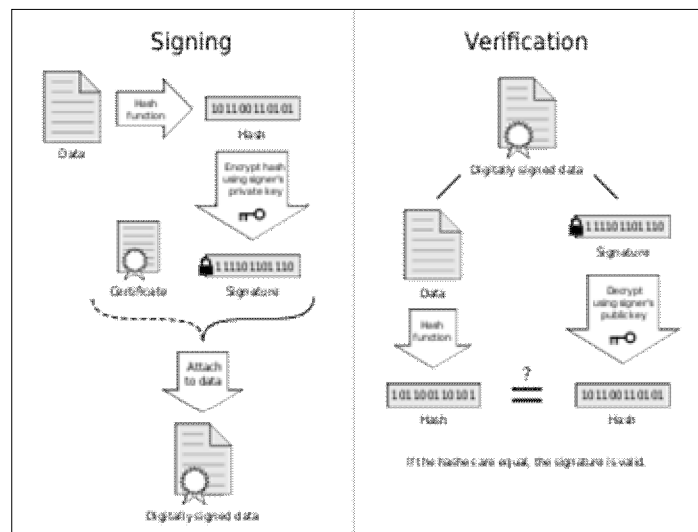 Signing
Hash
function
101100110101
Data
Hash
Encrypt hash
using signer's
private key
111101101110
Certificate
Signature
Attach
to data
Digitally signed data
Verification
Digitally signed data
111101101110
Signature
Data
Hash
function
Decrypt
using signer's
public key
?
101100110101
=
101100110101
Hash
Hash
If the hashes are equal, the signature is valid.